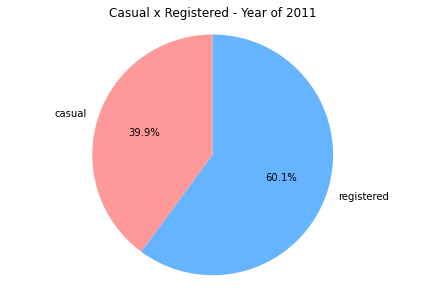 Casual x Registered - Year of 2011
casual
39.9%
60.1%
registered